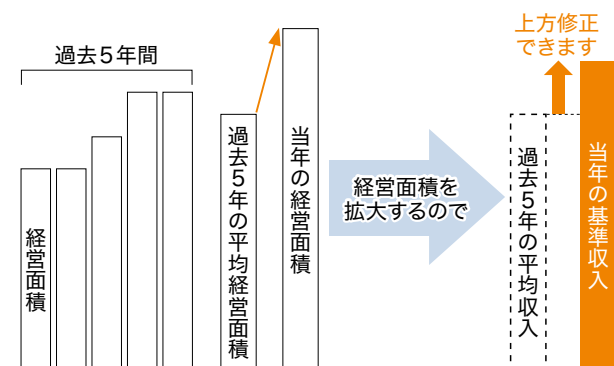 過去5年間
経営面積
過去5年の平均経営面積
当年の経営面積
経営面積を
拡大するので
上方修正
できます
過去5年の平均収入
当年の基準収入